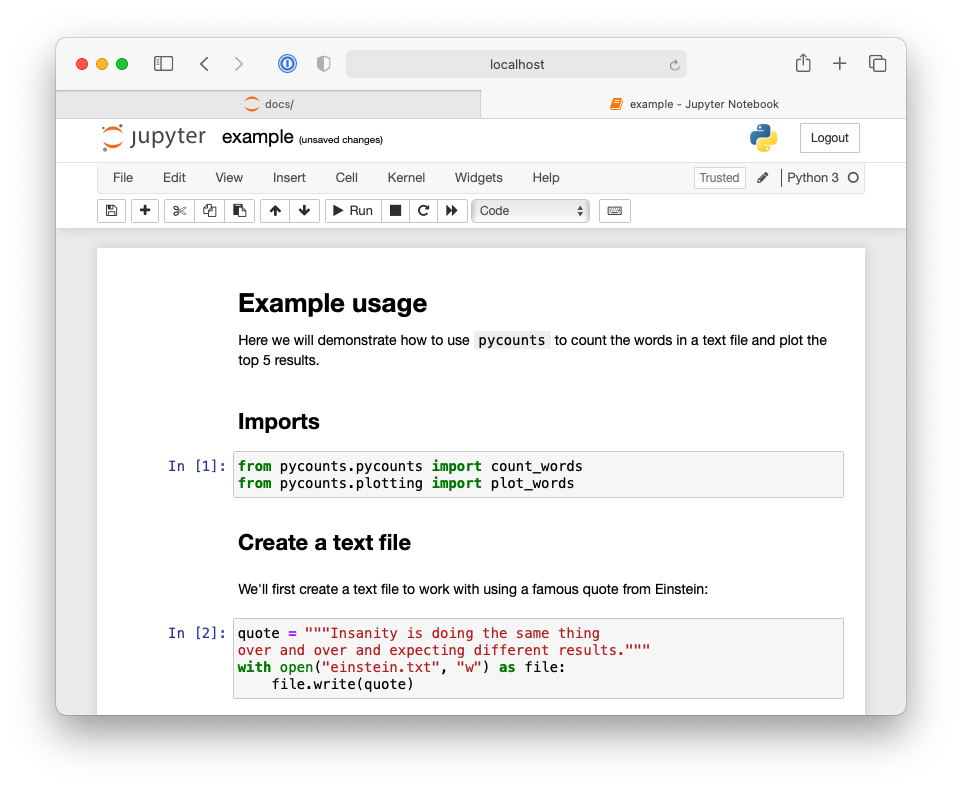 localhost
docs/
example - Jupyter Notebook
jupyter example (unsaved changes)
Logout
File Edit View Insert Cell Kernel Widgets Help
Trusted Python 3
Run Code
Example usage
Here we will demonstrate how to use pycounts to count the words in a text file and plot the
top 5 results.
Imports
In [1]: from pycounts.pycounts import count_words
from pycounts.plotting import plot_words
Create a text file
We'll first create a text file to work with using a famous quote from Einstein:
In [2]: quote = """Insanity is doing the same thing
over and over and expecting different results."""
with open("einstein.txt", "w") as file:
    file.write(quote)